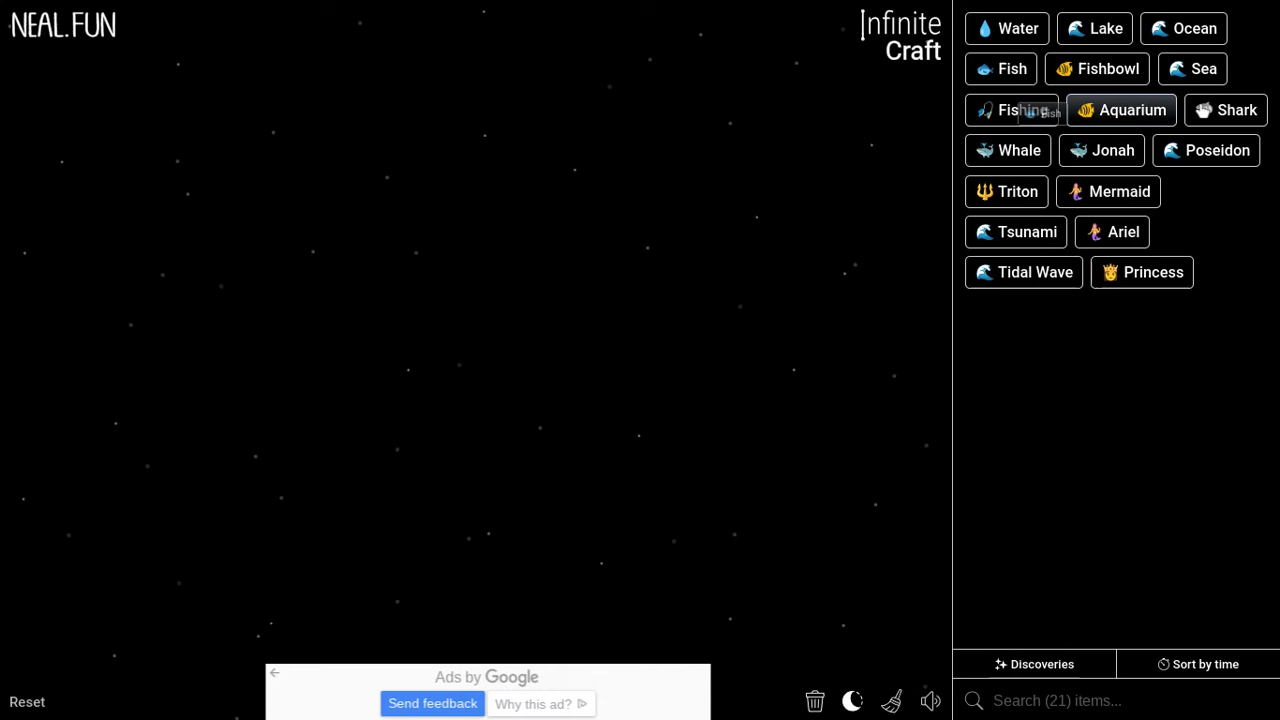 NEAL.FUN
Infinite
Craft
Water
Lake
Ocean
Fish
Fishbowl
Sea
Fishing
Fish
Aquarium
Shark
Whale
Jonah
Poseidon
Triton
Mermaid
Tsunami
Ariel
Tidal Wave
Princess
Ads by Google
Send feedback
Why this ad?
Reset
Discoveries
Sort by time
Search (21) items...